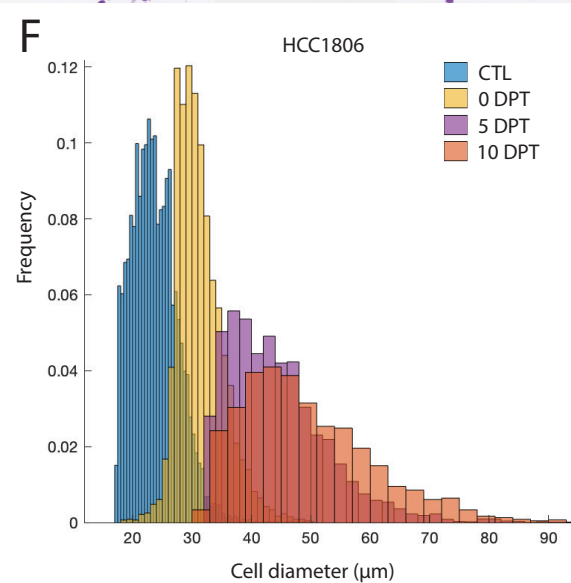 F
HCC1806
CTL
0 DPT
5 DPT
10 DPT
Frequency
0.12
0.1
0.08
0.06
0.04
0.02
0
20 30 40 50 60 70 80 90
Cell diameter (μm)